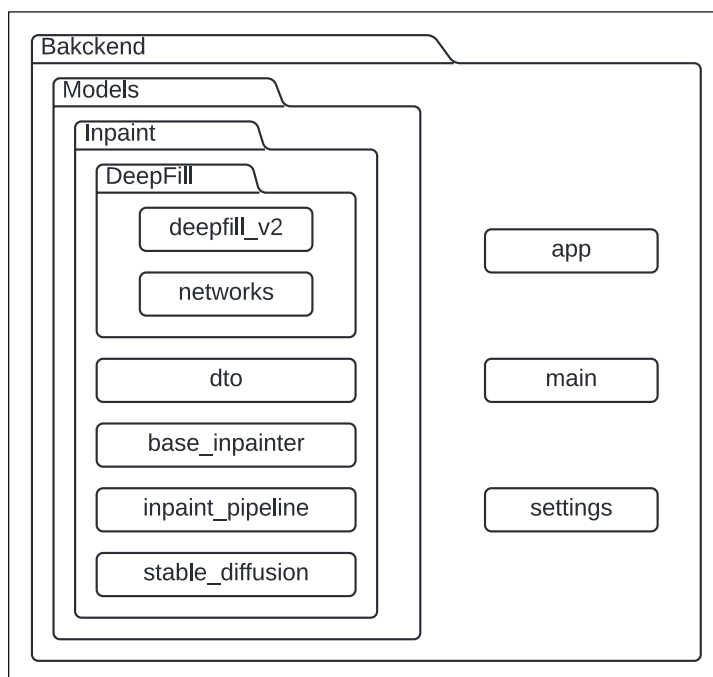 Bakckend
Models
Inpaint
DeepFill
deepfill_v2
networks
dto
base_inpainter
inpaint_pipeline
stable_diffusion
app
main
settings